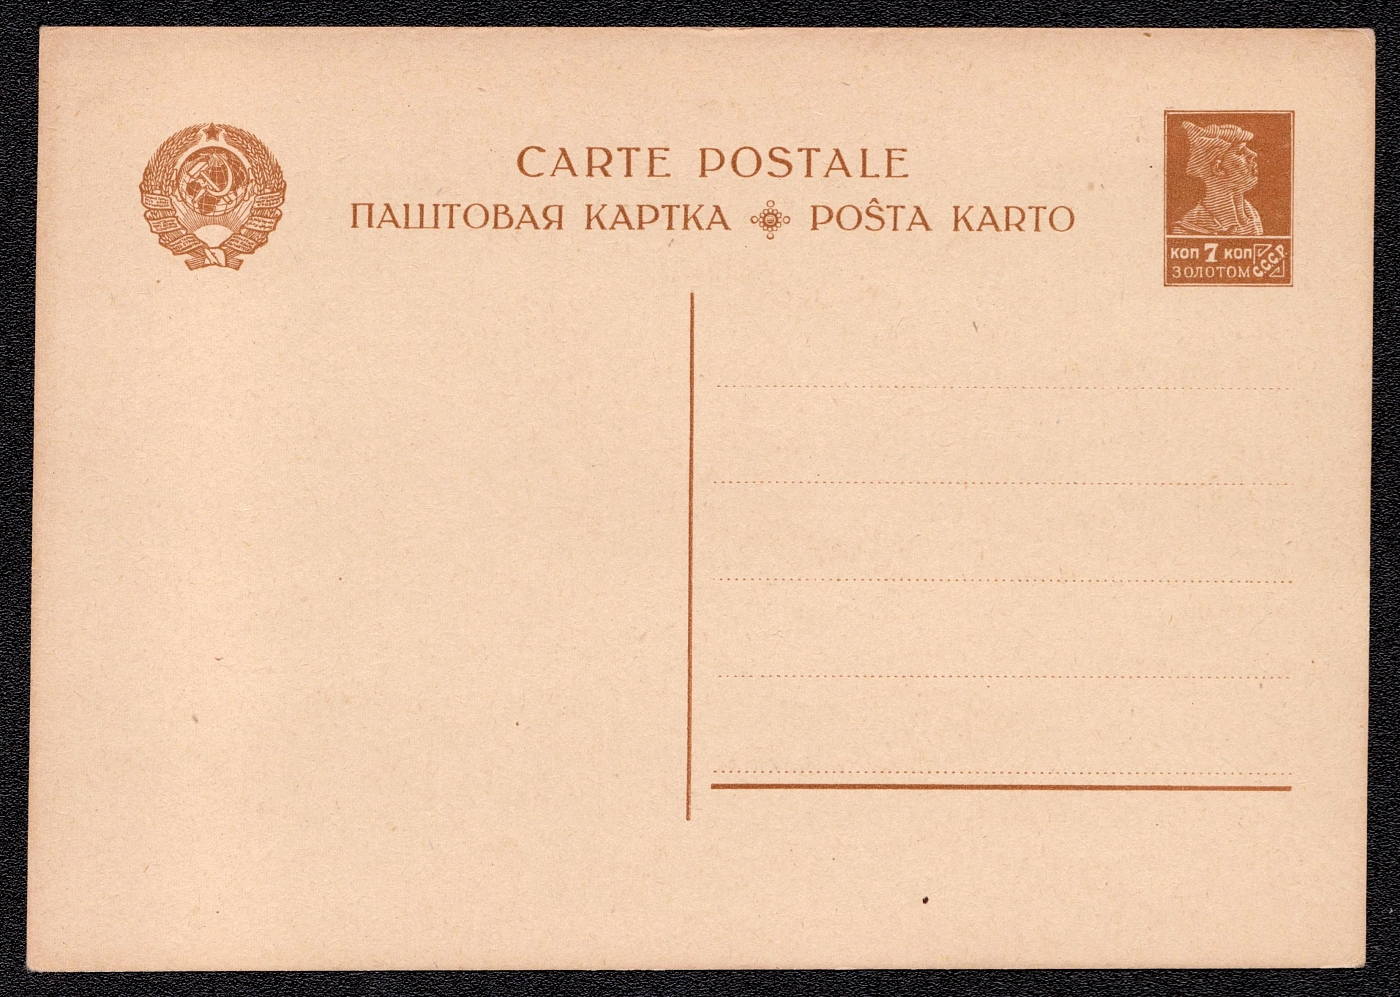 CARTE POSTALE
ПАШТОВАЯ КАРТКА POŜTA KARTO
КОП 7 КОП
ЗОЛОТОМ С.С.С.Р.